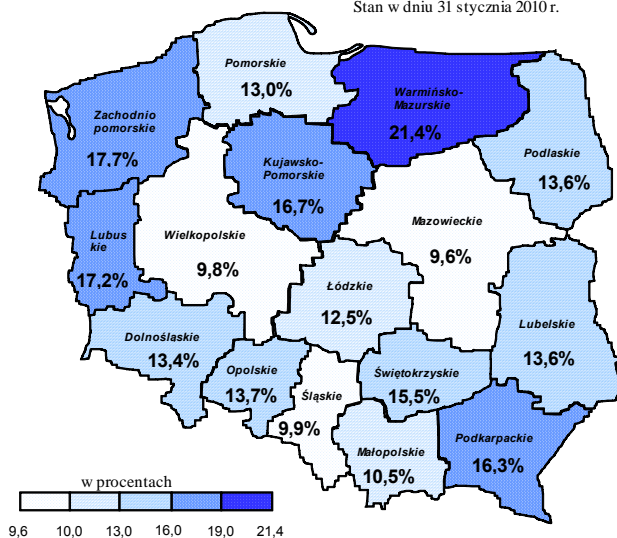 Stan w dniu 31 stycznia 2010 r.
Pomorskie
13,0%
Warmińsko-
Mazurskie
21,4%
Zachodnio
pomorskie
17,7%
Kujawsko-
Pomorskie
16,7%
Podlaskie
13,6%
Lubus
kie
17,2%
Wielkopolskie
9,8%
Mazowieckie
9,6%
Łódzkie
12,5%
Lubelskie
13,6%
Dolnośląskie
13,4%
Opolskie
13,7%
Śląskie
9,9%
Świętokrzyskie
15,5%
Małopolskie
10,5%
Podkarpackie
16,3%
w procentach
9,6 10,0 13,0 16,0 19,0 21,4